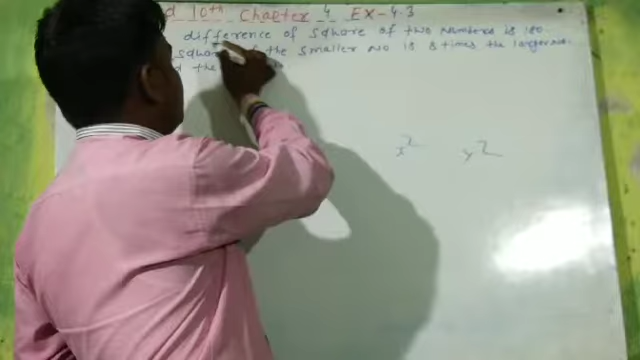 d 10th Chapter 4 EX-4.3
difference of square of two numbers is 180.
square of the smaller no is 8 times the larger no.
the
x² y²